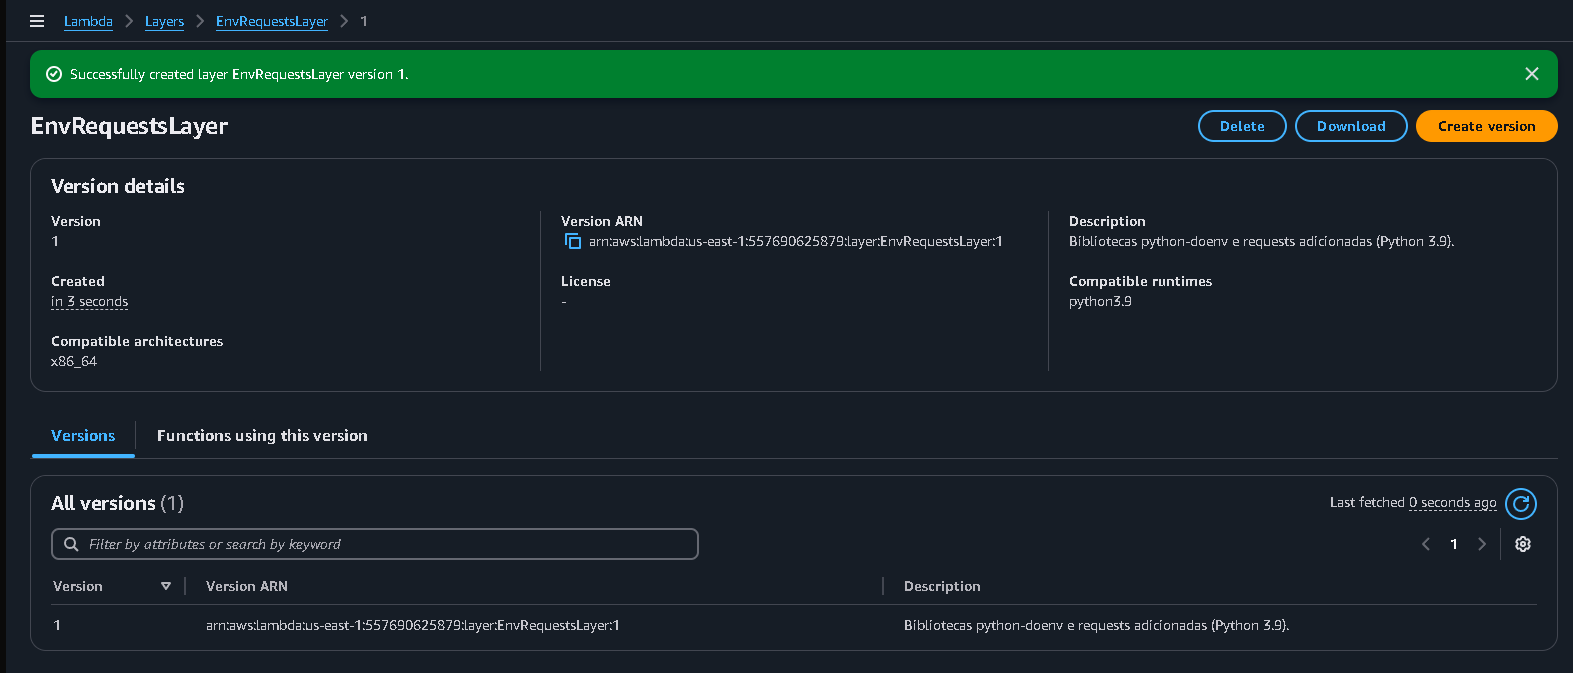 Lambda > Layers > EnvRequestsLayer > 1
Successfully created layer EnvRequestsLayer version 1.
EnvRequestsLayer
Delete
Download
Create version
Version details
Version
1
Version ARN
arn:aws:lambda:us-east-1:557690625879:layer:EnvRequestsLayer:1
Description
Bibliotecas python-doenv e requests adicionadas (Python 3.9).
Created
in 3 seconds
License
-
Compatible runtimes
python3.9
Compatible architectures
x86_64
Versions
Functions using this version
All versions (1)
Last fetched 0 seconds ago
Filter by attributes or search by keyword
1
Version
Version ARN
Description
1
arn:aws:lambda:us-east-1:557690625879:layer:EnvRequestsLayer:1
Bibliotecas python-doenv e requests adicionadas (Python 3.9).